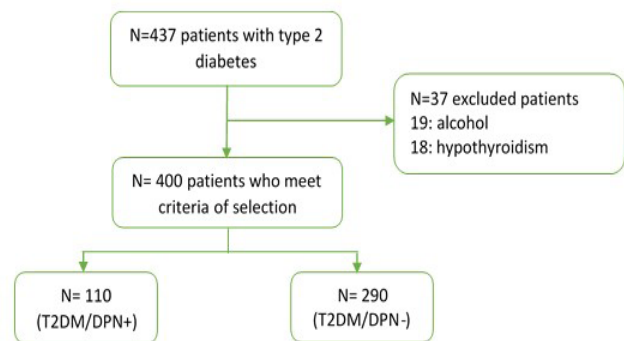 N=437 patients with type 2
diabetes
N=37 excluded patients
19: alcohol
18: hypothyroidism
N= 400 patients who meet
criteria of selection
N= 110
(T2DM/DPN+)
N= 290
(T2DM/DPN-)